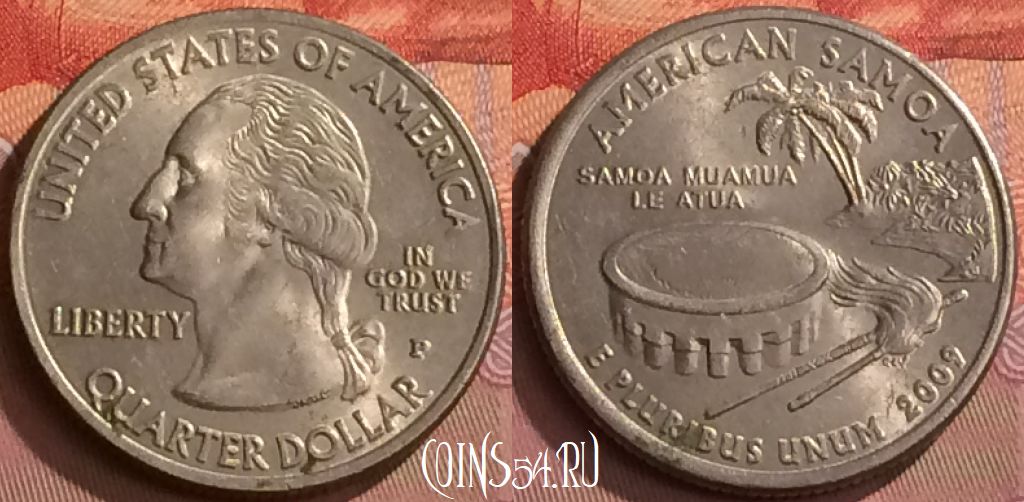 UNITED STATES OF AMERICA
LIBERTY
IN
GOD WE
TRUST
P
QUARTER DOLLAR
AMERICAN SAMOA
SAMOA MUAMUA
LE ATUA
E PLURIBUS UNUM 2009
COINS54.RU